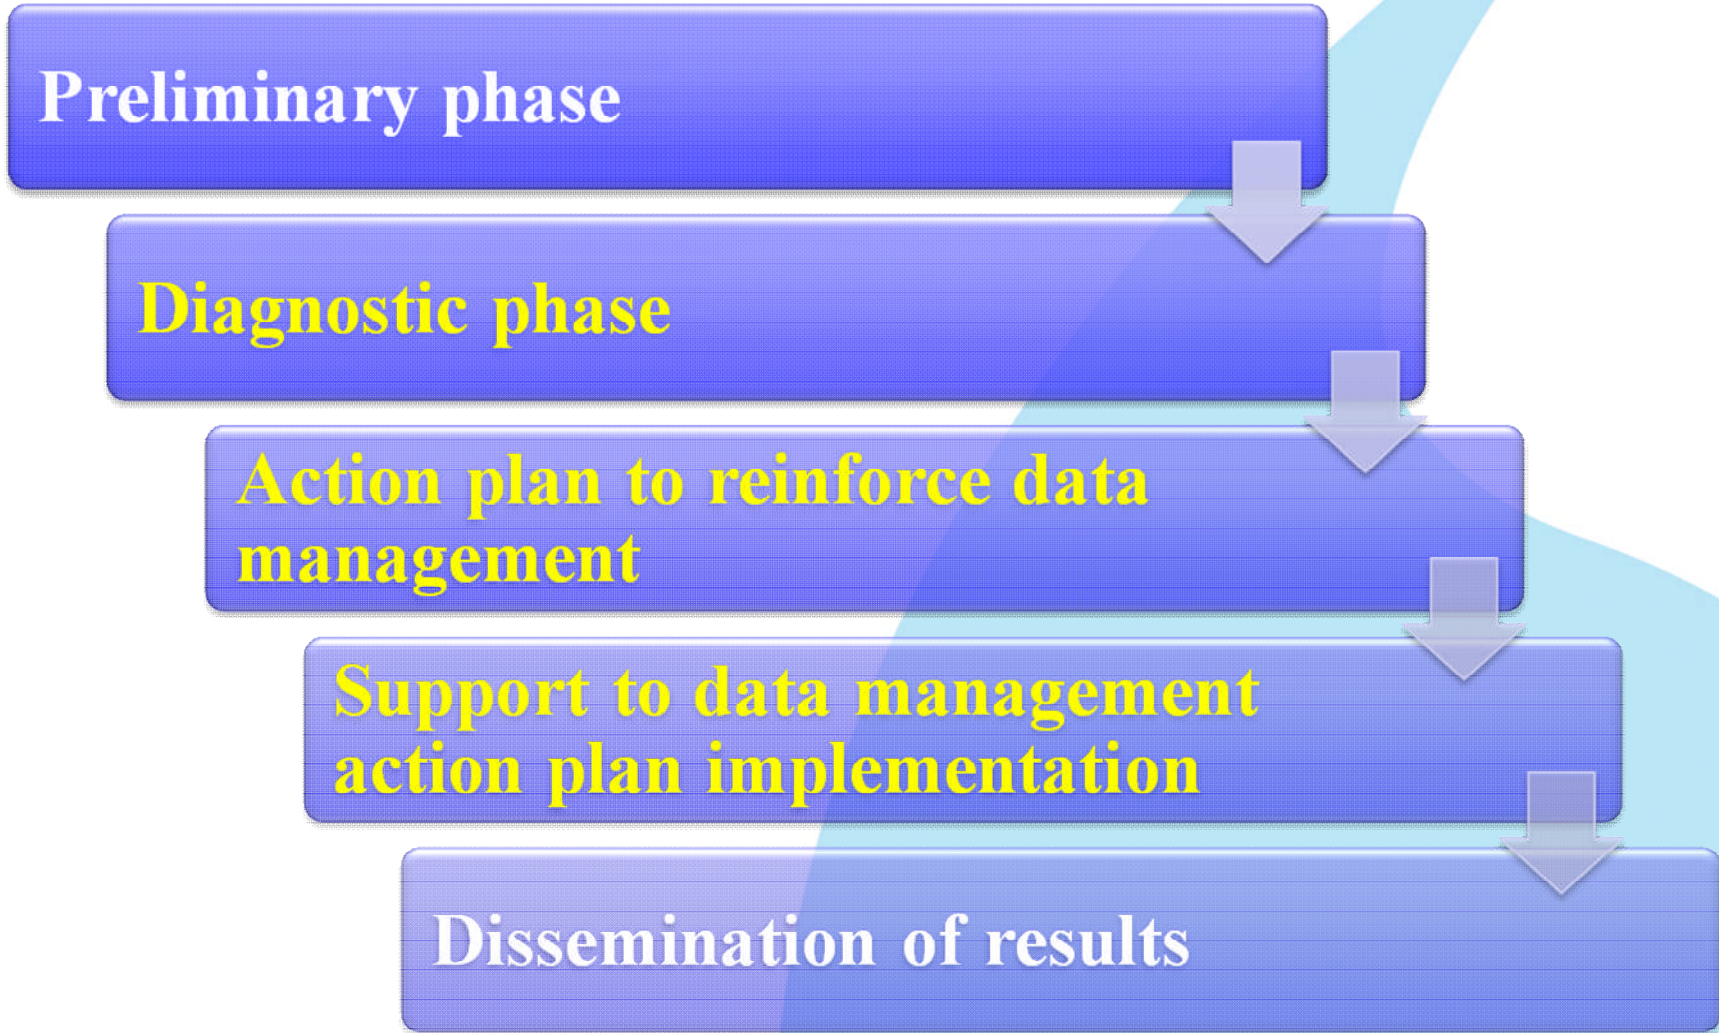 Preliminary phase
Diagnostic phase
Action plan to reinforce data
management
Support to data management
action plan implementation
Dissemination of results